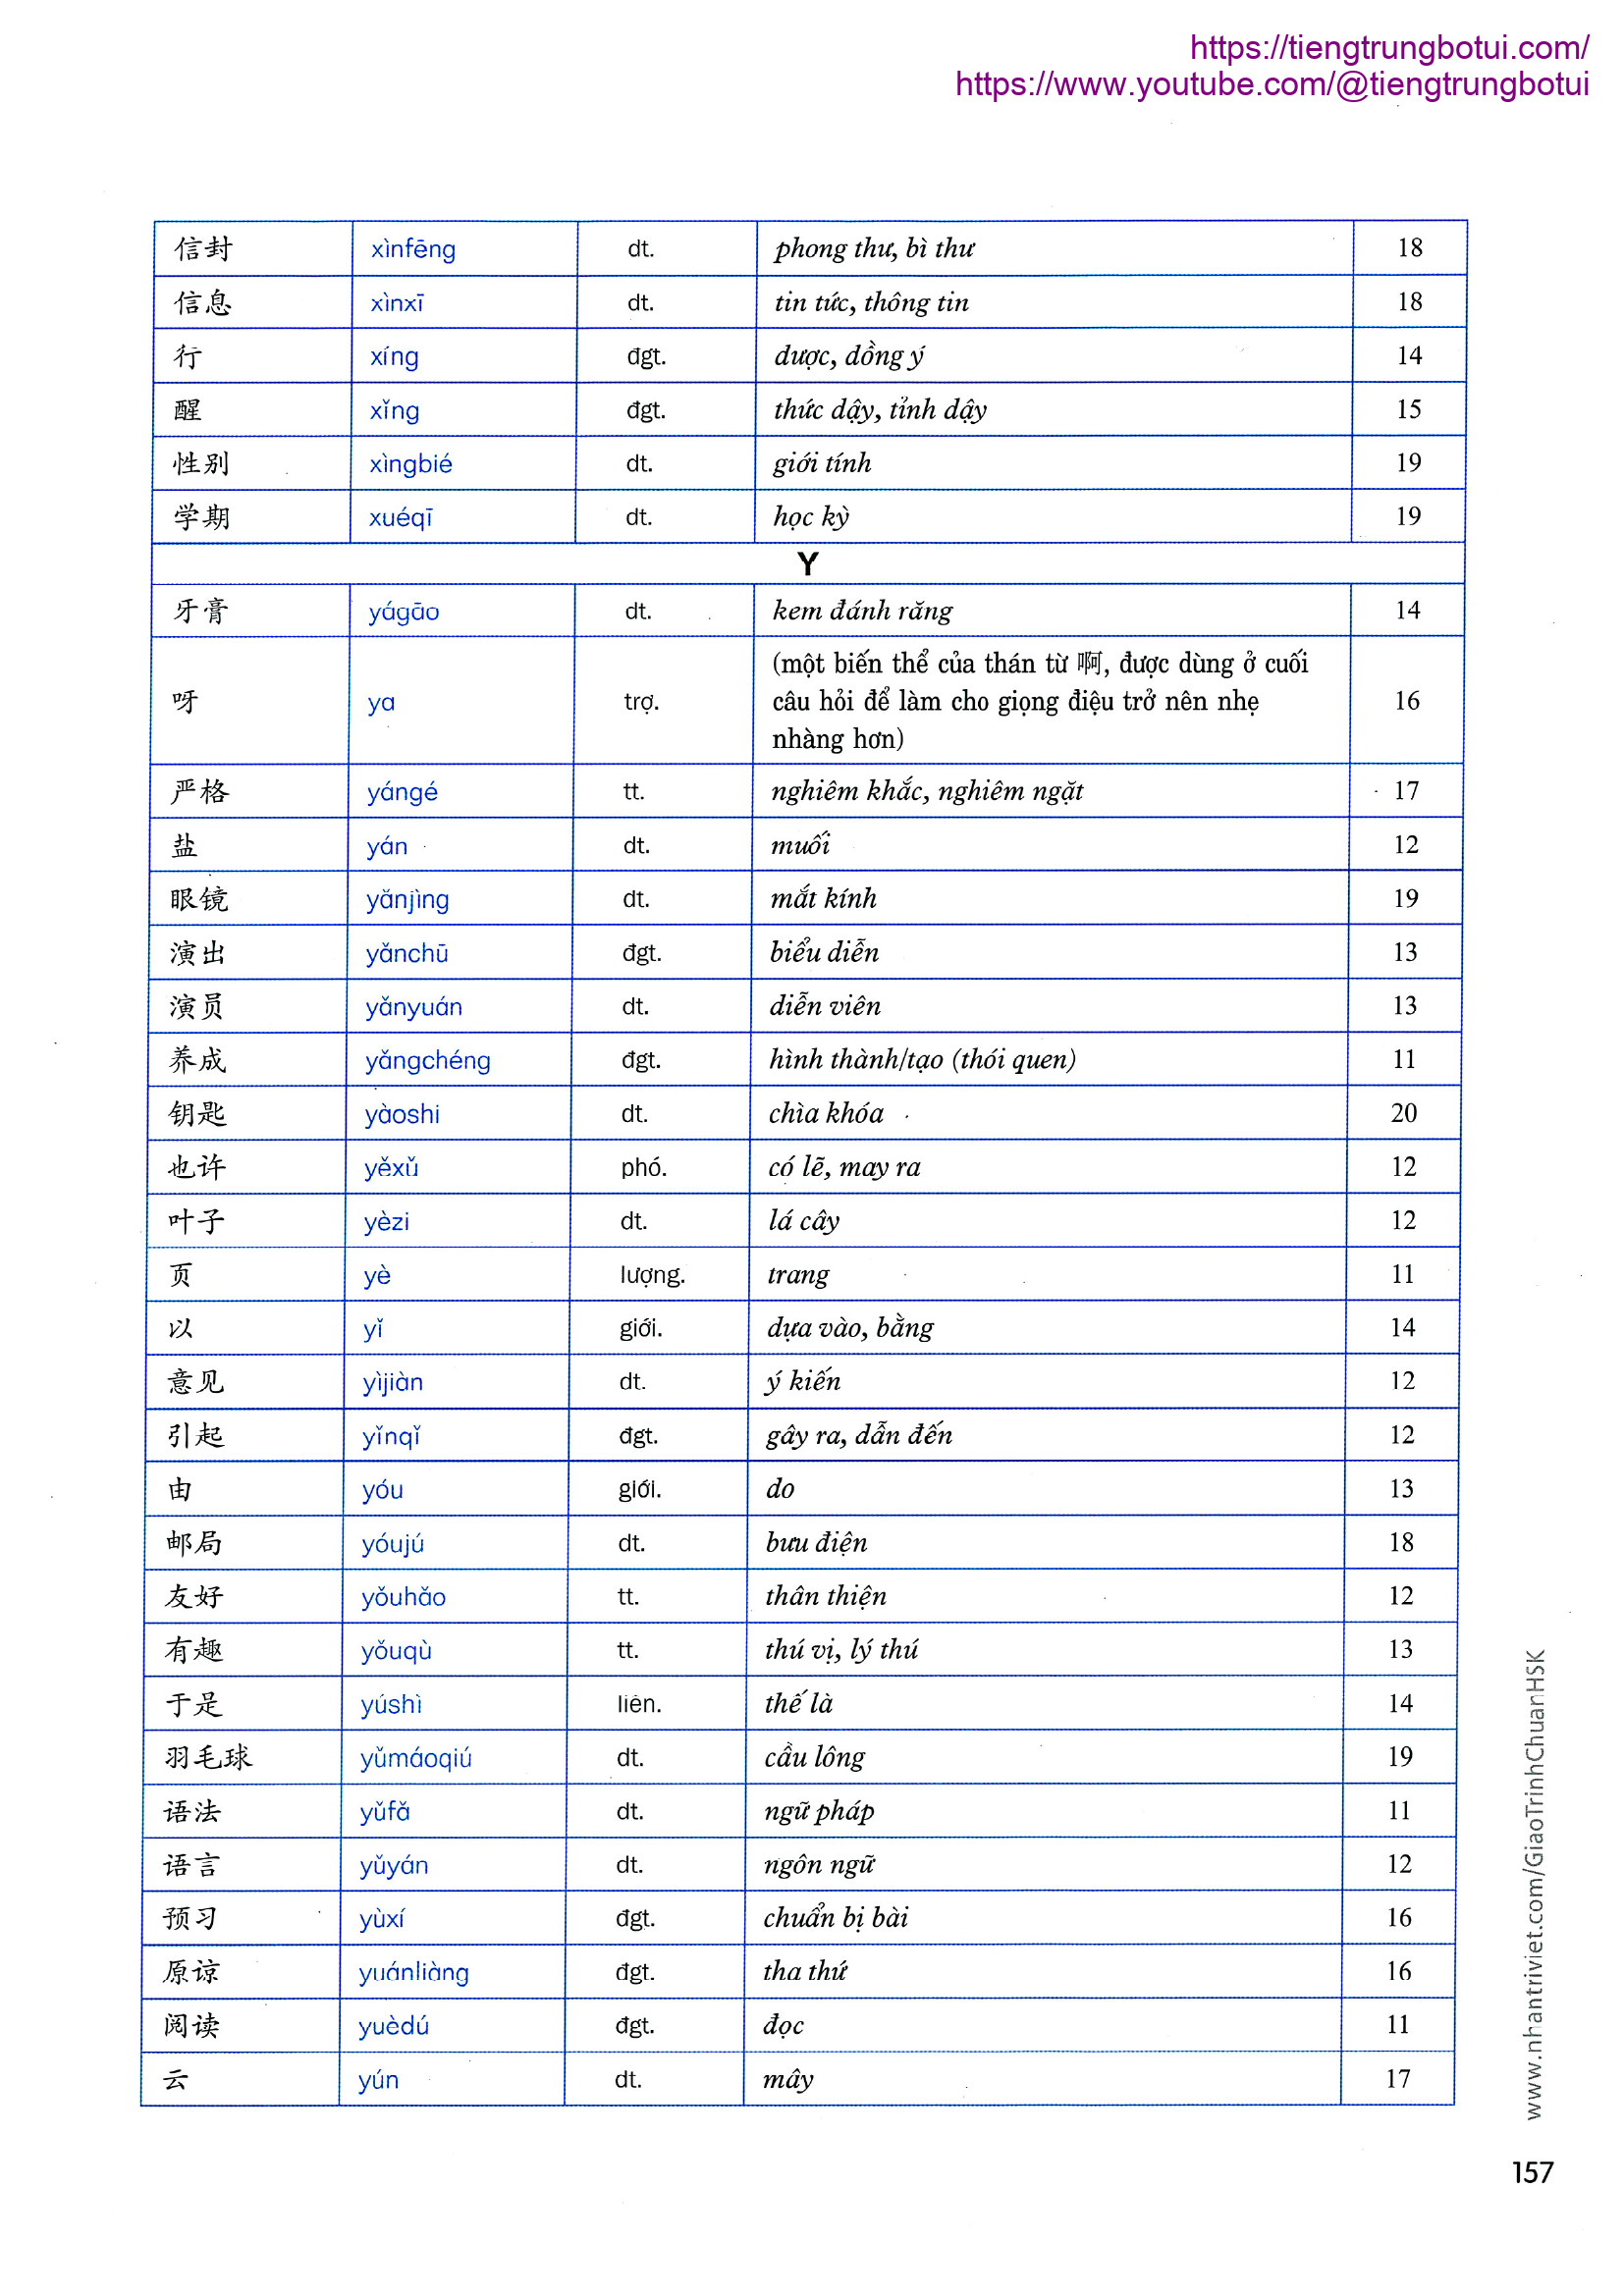 https://tiengtrungbotui.com/
https://www.youtube.com/@tiengtrungbotui
信封 xìnfēng dt. phong thư, bì thư 18
信息 xìnxī dt. tin tức, thông tin 18
行 xíng đgt. được, đồng ý 14
醒 xǐng đgt. thức dậy, tỉnh dậy 15
性别 xìngbié dt. giới tính 19
学期 xuéqī dt. học kỳ 19
Y
牙膏 yágāo dt. kem đánh răng 14
呀 ya trợ. (một biến thể của thán từ 啊, được dùng ở cuối
câu hỏi để làm cho giọng điệu trở nên nhẹ
nhàng hơn) 16
严格 yángé tt. nghiêm khắc, nghiêm ngặt 17
盐 yán dt. muối 12
眼镜 yǎnjìng dt. mắt kính 19
演出 yǎnchū đgt. biểu diễn 13
演员 yǎnyuán dt. diễn viên 13
养成 yǎngchéng đgt. hình thành/tạo (thói quen) 11
钥匙 yàoshi dt. chìa khóa 20
也许 yěxǔ phó. có lẽ, may ra 12
叶子 yèzi dt. lá cây 12
页 yè lượng. trang 11
以 yǐ giới. dựa vào, bằng 14
意见 yìjiàn dt. ý kiến 12
引起 yǐnqǐ đgt. gây ra, dẫn đến 12
由 yóu giới. do 13
邮局 yóujú dt. bưu điện 18
友好 yǒuhǎo tt. thân thiện 12
有趣 yǒuqù tt. thú vị, lý thú 13
于是 yúshì liên. thế là 14
羽毛球 yǔmáoqiú dt. cầu lông 19
语法 yǔfǎ dt. ngữ pháp 11
语言 yǔyán dt. ngôn ngữ 12
预习 yùxí đgt. chuẩn bị bài 16
原谅 yuánliàng đgt. tha thứ 16
阅读 yuèdú đgt. đọc 11
云 yún dt. mây 17
www.nhantriviet.com/GiaoTrinhChuanHSK
157